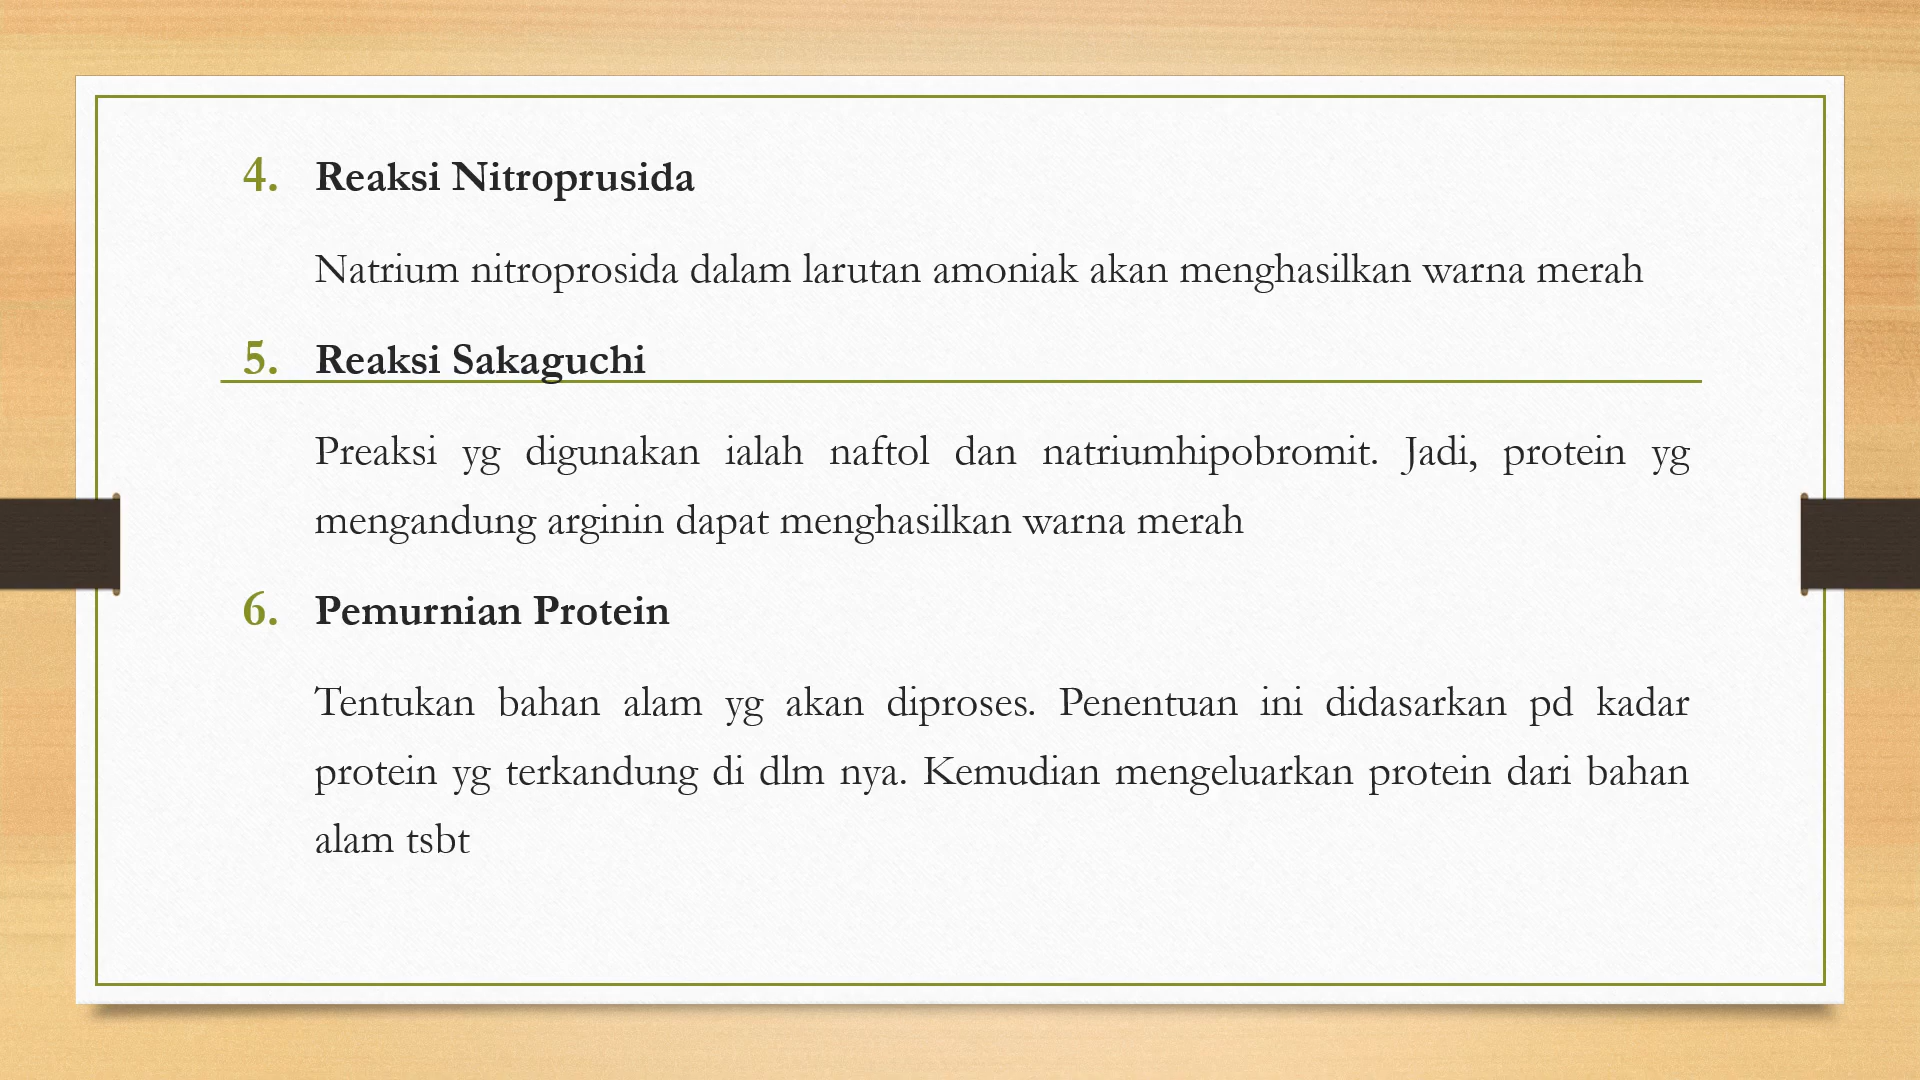 4. Reaksi Nitroprusida
Natrium nitroprosida dalam larutan amoniak akan menghasilkan warna merah
5. Reaksi Sakaguchi
Preaksi yg digunakan ialah naftol dan natriumhipobromit. Jadi, protein yg
mengandung arginin dapat menghasilkan warna merah
6. Pemurnian Protein
Tentukan bahan alam yg akan diproses. Penentuan ini didasarkan pd kadar
protein yg terkandung di dlm nya. Kemudian mengeluarkan protein dari bahan
alam tsbt